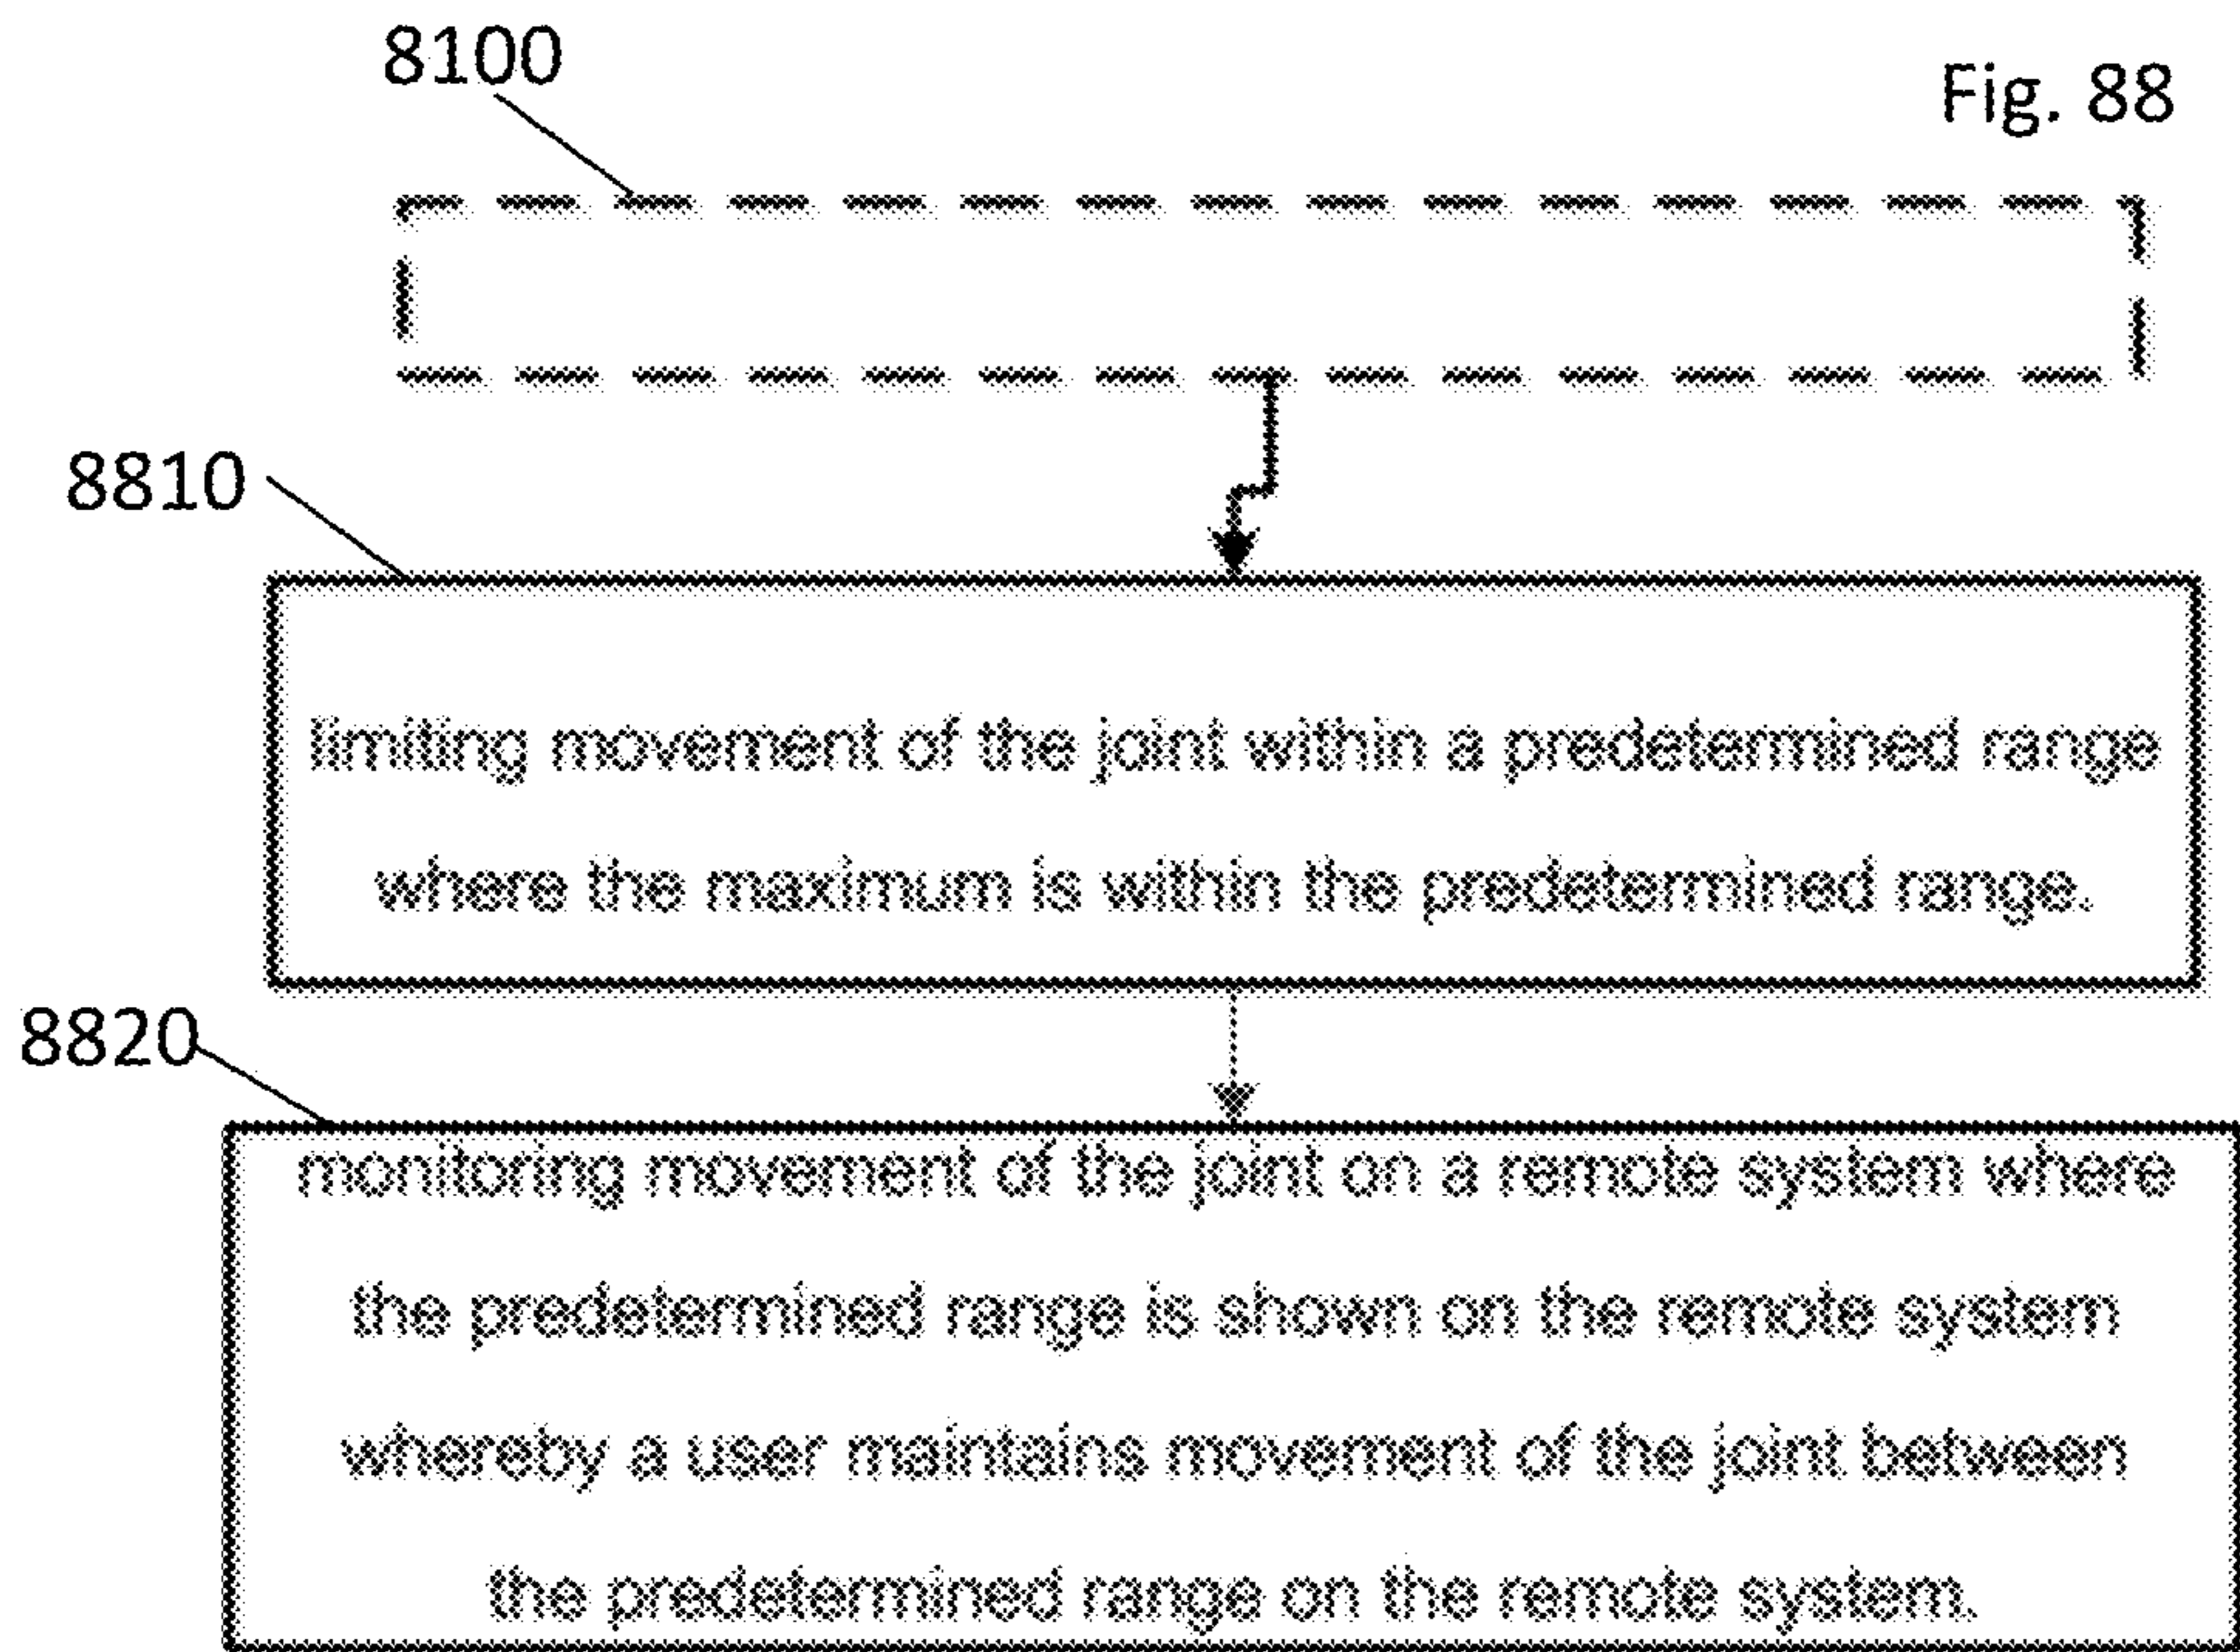 8100
Fig. 88
8810
limiting movement of the joint within a predetermined range
where the maximum is within the predetermined range.
8820
monitoring movement of the joint on a remote system where
the predetermined range is shown on the remote system
whereby a user maintains movement of the joint between
the predetermined range on the remote system.